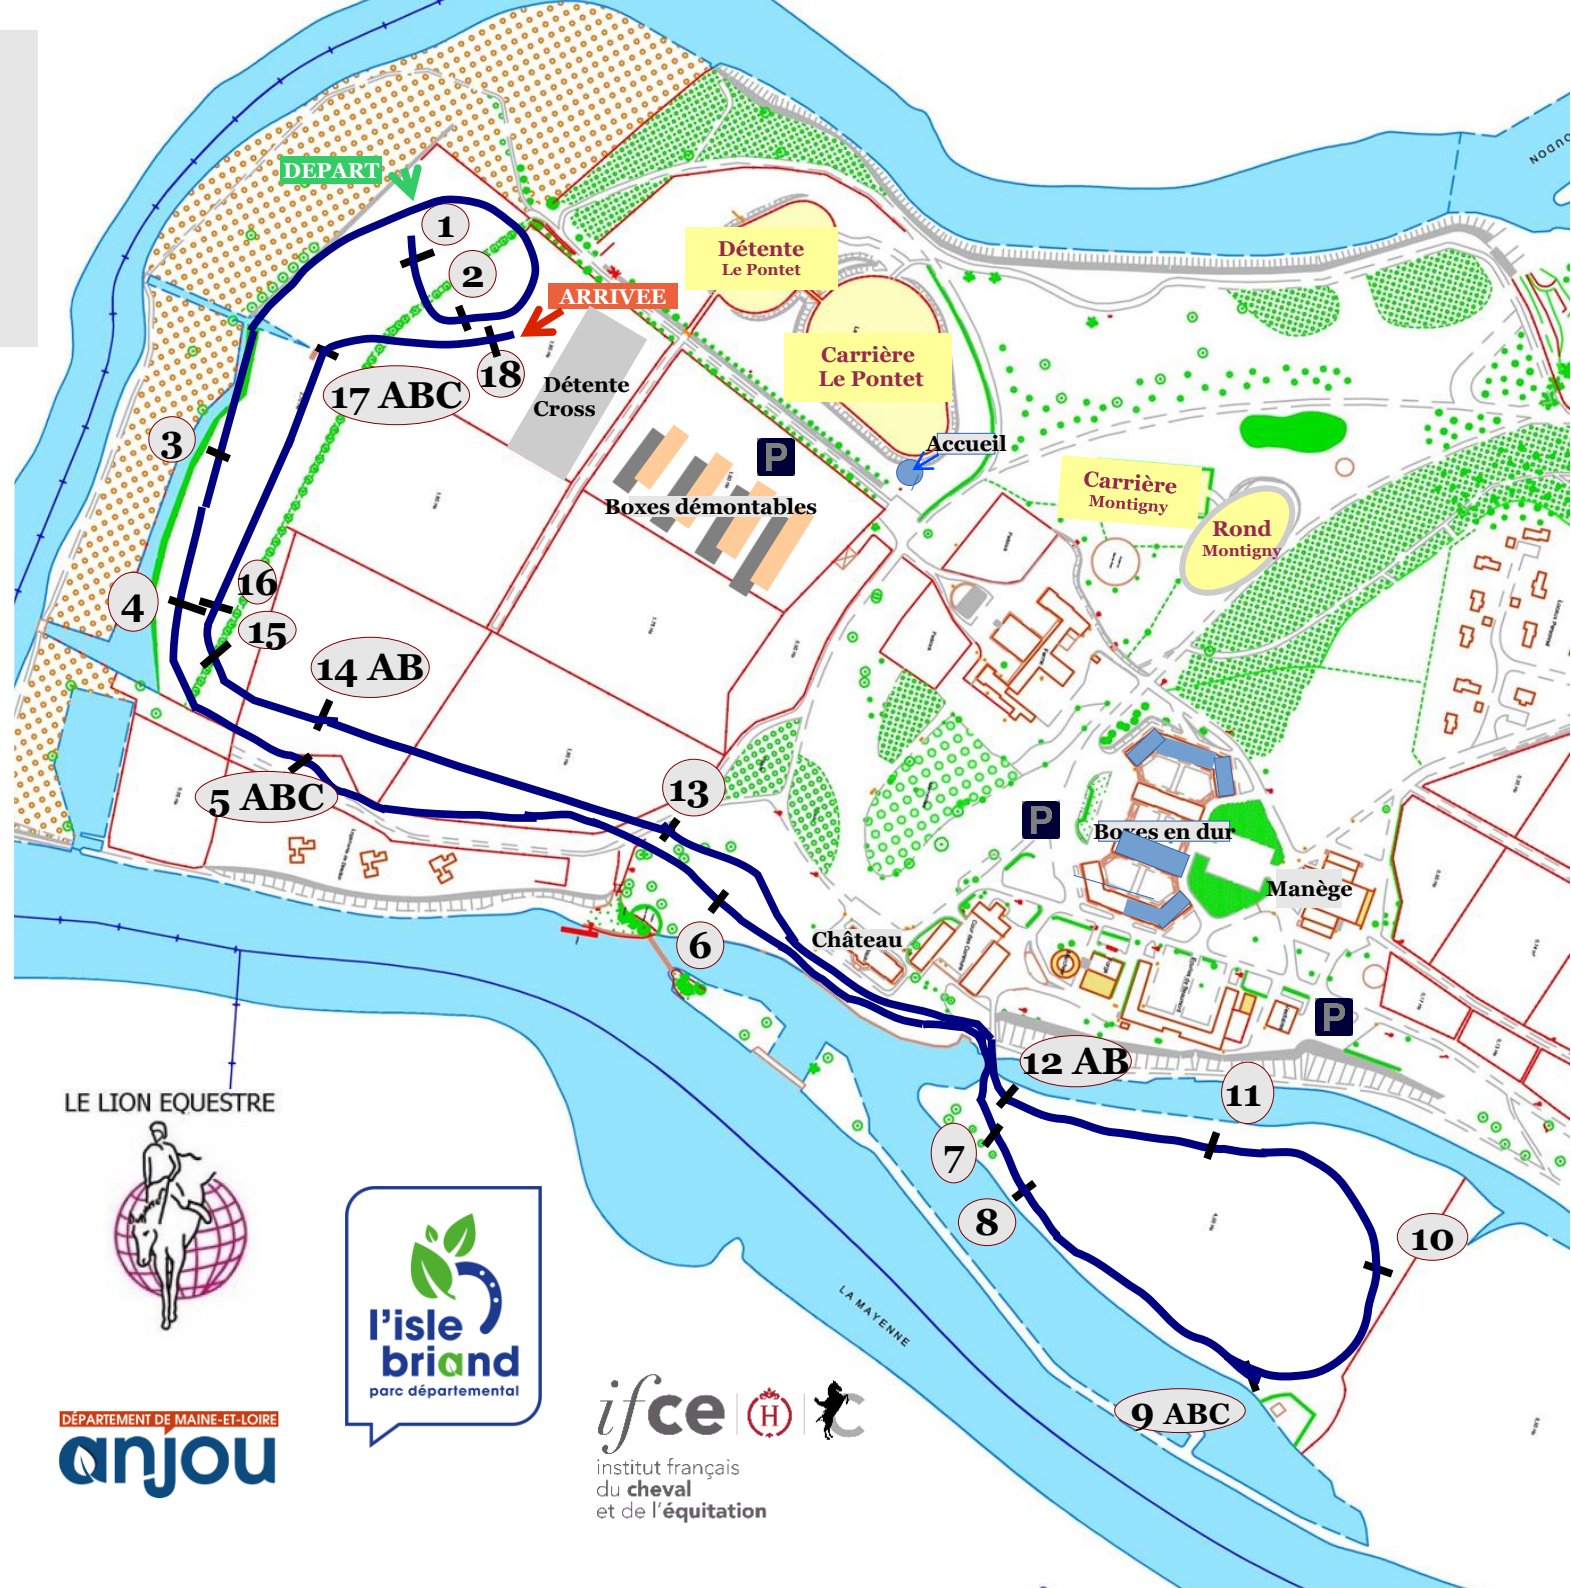 DEPART
1
2
ARRIVEE
Détente
Le Pontet
Carrière
Le Pontet
17 ABC
18
Détente
Cross
3
P
Accueil
Carrière
Montigny
Boxes démontables
Rond
Montigny
16
4
15
14 AB
13
5 ABC
P
Boxes en dur
Manège
6
Château
P
12 AB
11
7
8
10
9 ABC
LA MAYENNE
LE LION EQUESTRE
l'isle
briand
parc départemental
DÉPARTEMENT DE MAINE-ET-LOIRE
anjou
ifce
H
institut français
du cheval
et de l'équitation